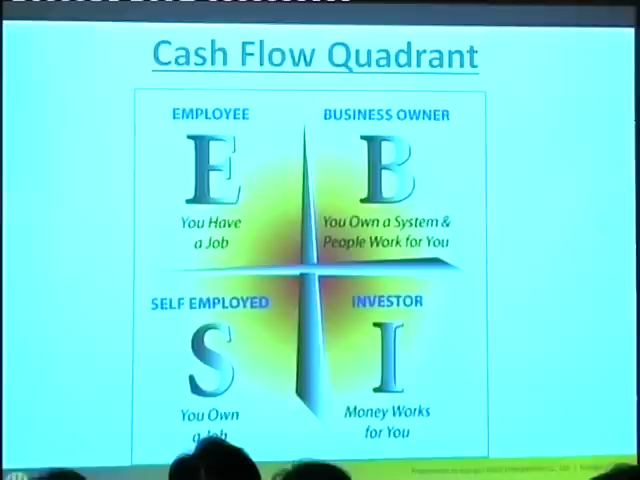 Cash Flow Quadrant
EMPLOYEE
E
You Have
a Job
BUSINESS OWNER
B
You Own a System &
People Work for You
SELF EMPLOYED
S
You Own
a Job
INVESTOR
I
Money Works
for You